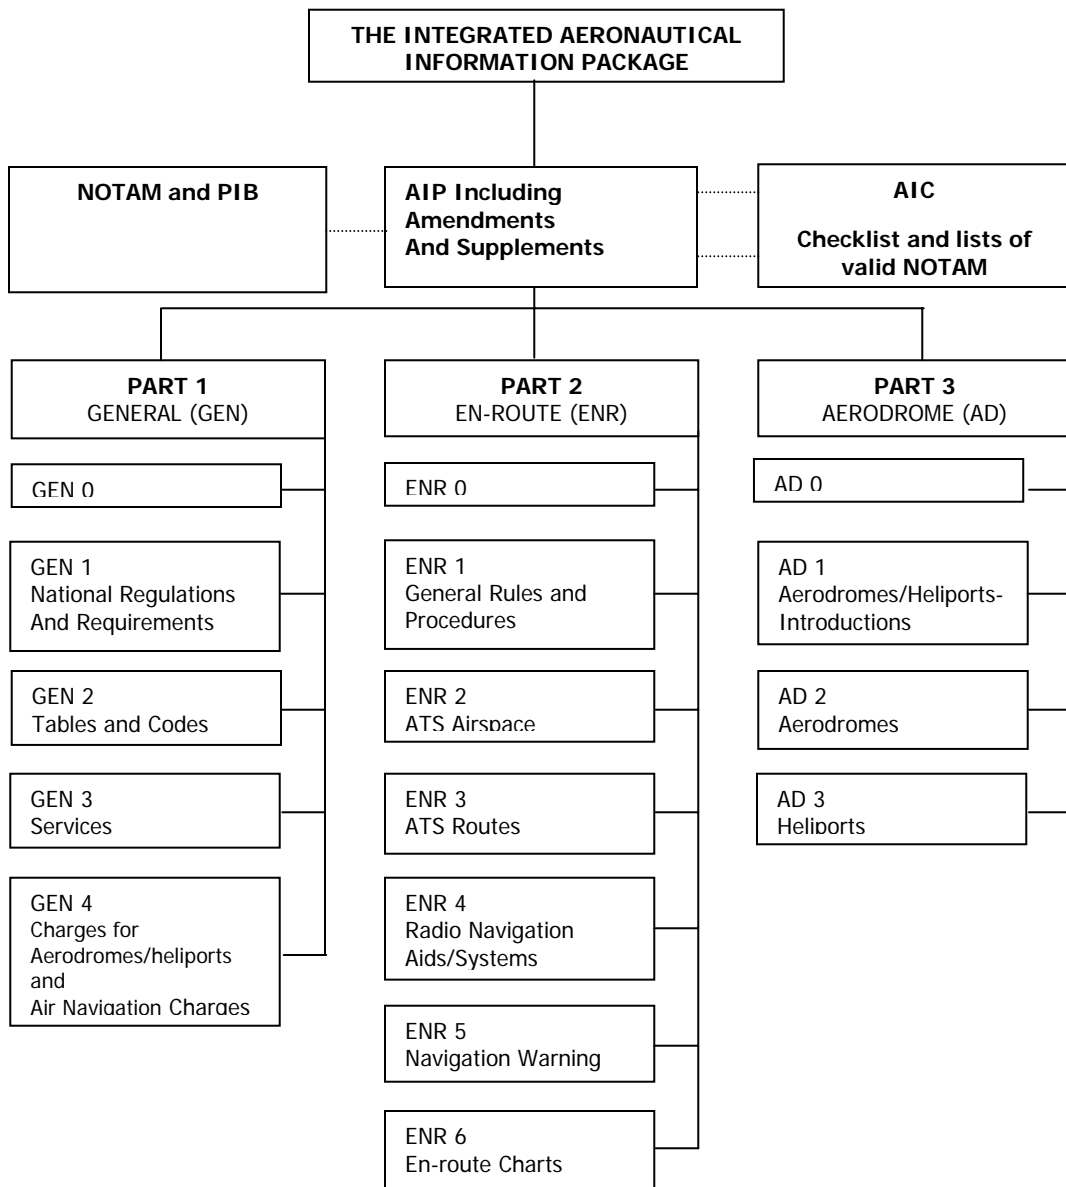 THE INTEGRATED AERONAUTICAL
INFORMATION PACKAGE
NOTAM and PIB
AIP Including
Amendments
And Supplements
AIC
Checklist and lists of
valid NOTAM
PART 1
GENERAL (GEN)
GEN 0
GEN 1
National Regulations
And Requirements
GEN 2
Tables and Codes
GEN 3
Services
GEN 4
Charges for
Aerodromes/heliports
and
Air Navigation Charges
PART 2
EN-ROUTE (ENR)
ENR 0
ENR 1
General Rules and
Procedures
ENR 2
ATS Airspace
ENR 3
ATS Routes
ENR 4
Radio Navigation
Aids/Systems
ENR 5
Navigation Warning
ENR 6
En-route Charts
PART 3
AERODROME (AD)
AD 0
AD 1
Aerodromes/Heliports-
Introductions
AD 2
Aerodromes
AD 3
Heliports